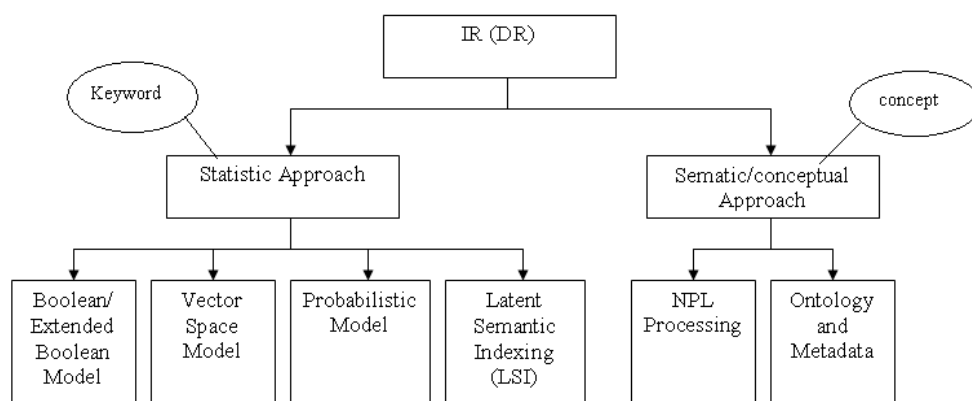 IR (DR)
Keyword
concept
Statistic Approach
Sematic/conceptual
Approach
Boolean/
Extended
Boolean
Model
Vector
Space
Model
Probabilistic
Model
Latent
Semantic
Indexing
(LSI)
NPL
Processing
Ontology
and
Metadata